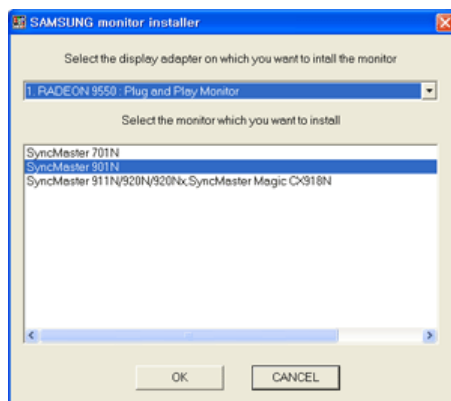 SAMSUNG monitor installer
Select the display adapter on which you want to intall the monitor
1. RADEON 9550 : Plug and Play Monitor
Select the monitor which you want to install
SyncMaster 701N
SyncMaster 901N
SyncMaster 911N/920N/920Nx,SyncMaster Magic CX918N
OK
CANCEL